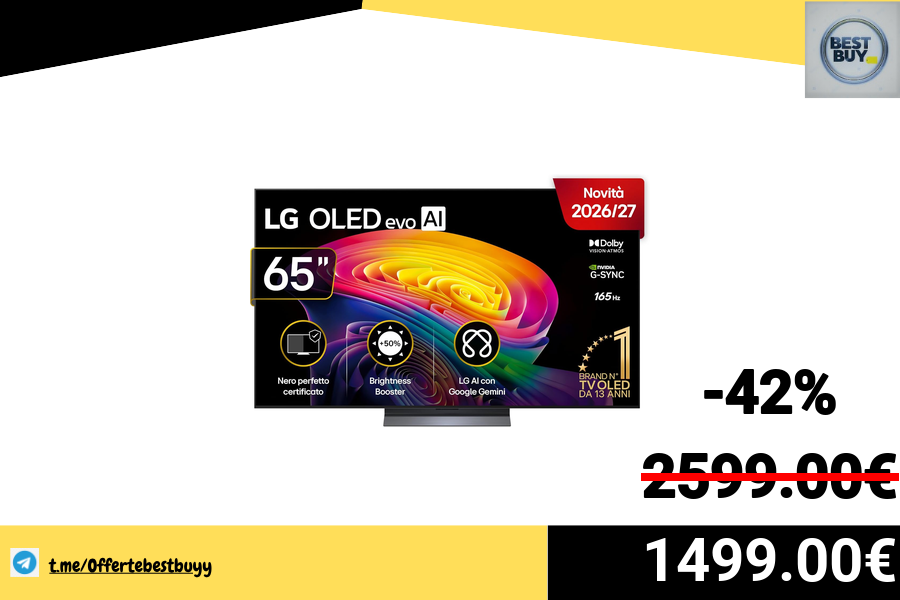 BEST
BUY
Novità
2026/27
LG OLED evo AI
65"
Dolby
VISION·ATMOS
NVIDIA
G-SYNC
165Hz
+50%
Nero perfetto
certificato
Brightness
Booster
LG AI con
Google Gemini
1
BRAND N°
TV OLED
DA 13 ANNI
-42%
2599.00€
1499.00€
t.me/Offertebestbuyy